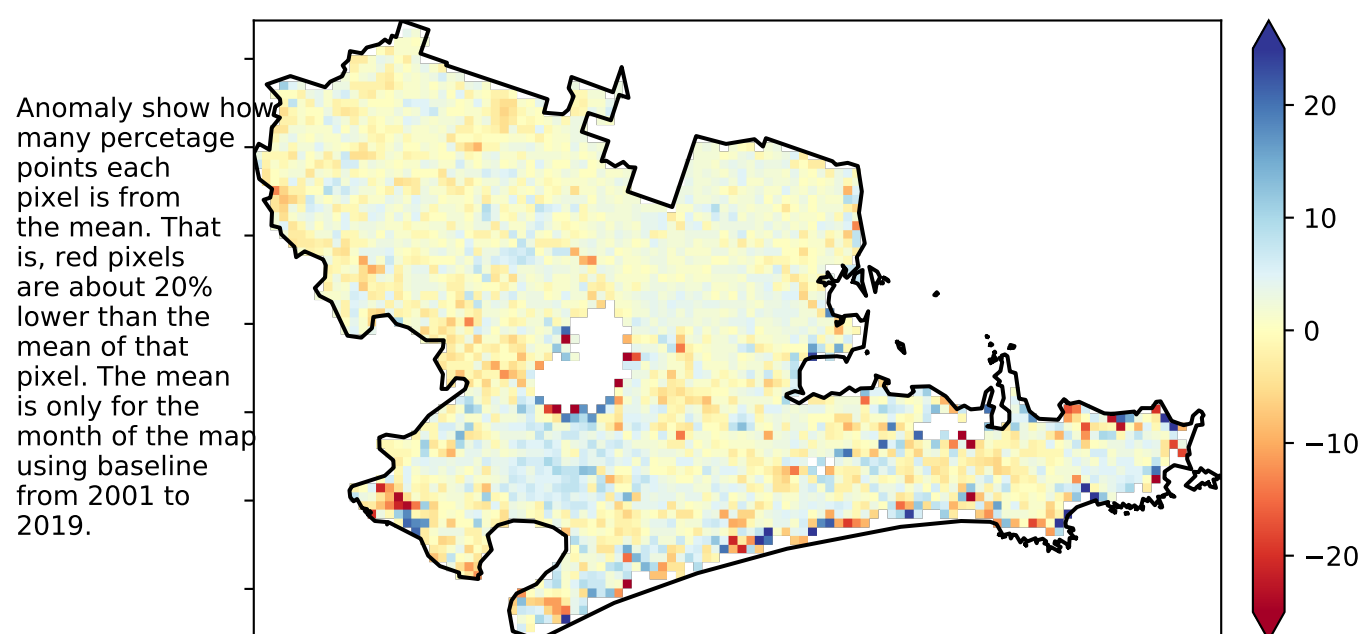 Anomaly show how
many percetage
points each
pixel is from
the mean. That
is, red pixels
are about 20%
lower than the
mean of that
pixel. The mean
is only for the
month of the map
using baseline
from 2001 to
2019.
20
10
0
−10
−20